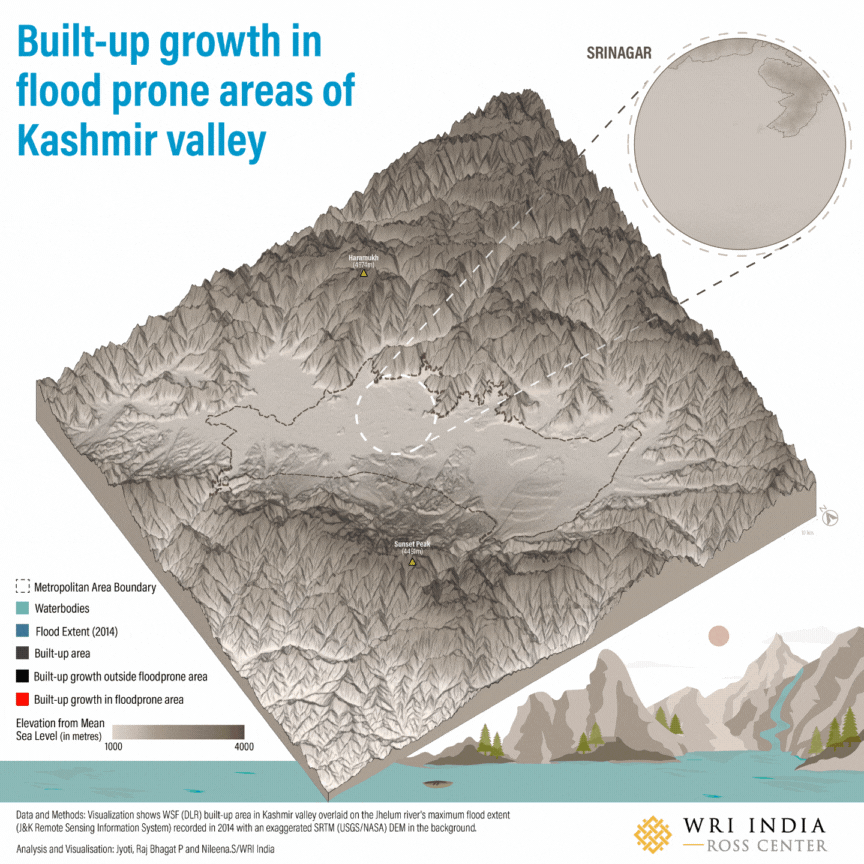 Built-up growth in
flood prone areas of
Kashmir valley
SRINAGAR
Haramukh
Sunset Peak
Metropolitan Area Boundary
Waterbodies
Flood Extent (2014)
Built-up area
Built-up growth outside floodprone area
Built-up growth in floodprone area
Elevation from Mean
Sea Level (in metres)
1000 4000
Data and Methods: Visualization shows WSF (DLR) built-up area in Kashmir valley overlaid on the Jhelum river's maximum flood extent
(J&K Remote Sensing Information System) recorded in 2014 with an exaggerated SRTM (USGS/NASA) DEM in the background.
Analysis and Visualisation: Jyoti, Raj Bhagat P and Nileena.S/WRI India
WRI INDIA
ROSS CENTER